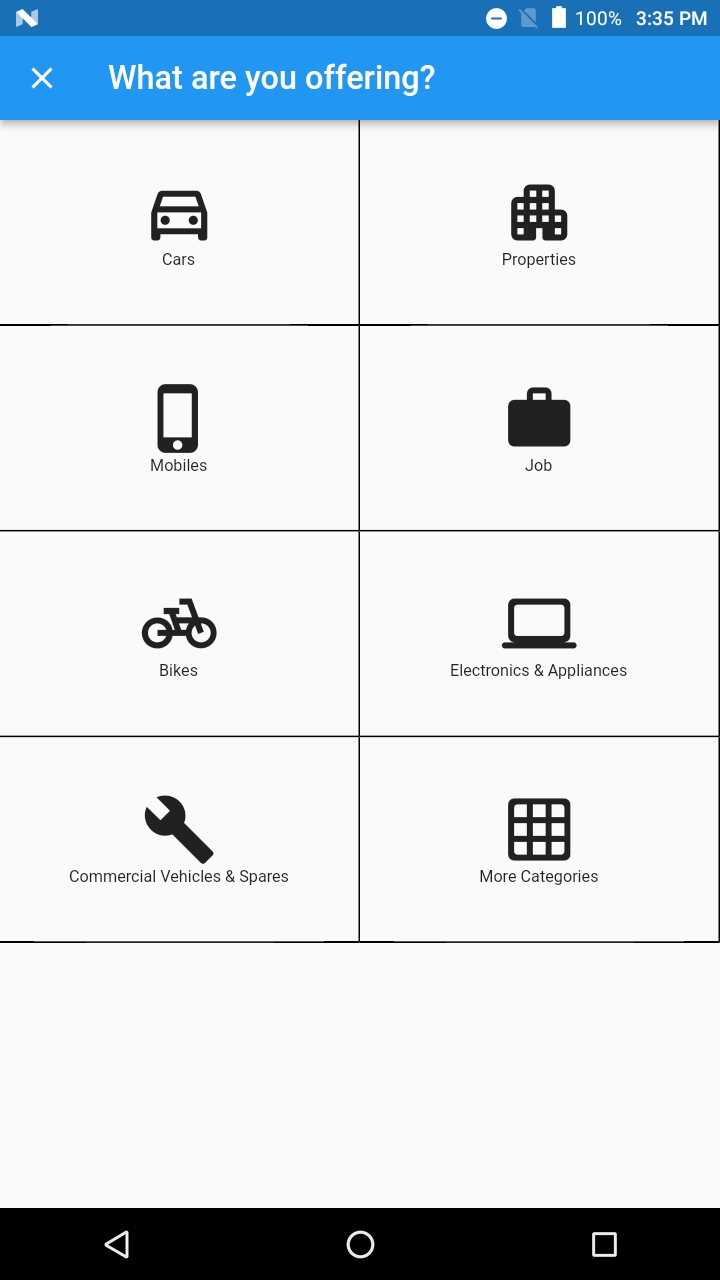 100% 3:35 PM
What are you offering?
Cars
Properties
Mobiles
Job
Bikes
Electronics & Appliances
Commercial Vehicles & Spares
More Categories